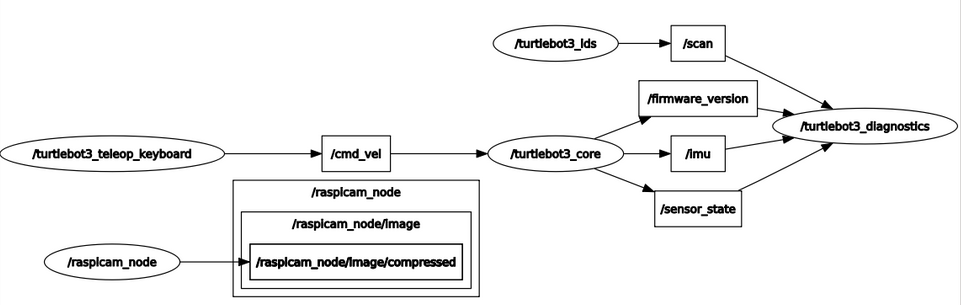 /turtlebot3_lds
/scan
/firmware_version
/turtlebot3_diagnostics
/turtlebot3_teleop_keyboard
/cmd_vel
/turtlebot3_core
/imu
/raspicam_node
/raspicam_node/image
/sensor_state
/raspicam_node
/raspicam_node/image/compressed